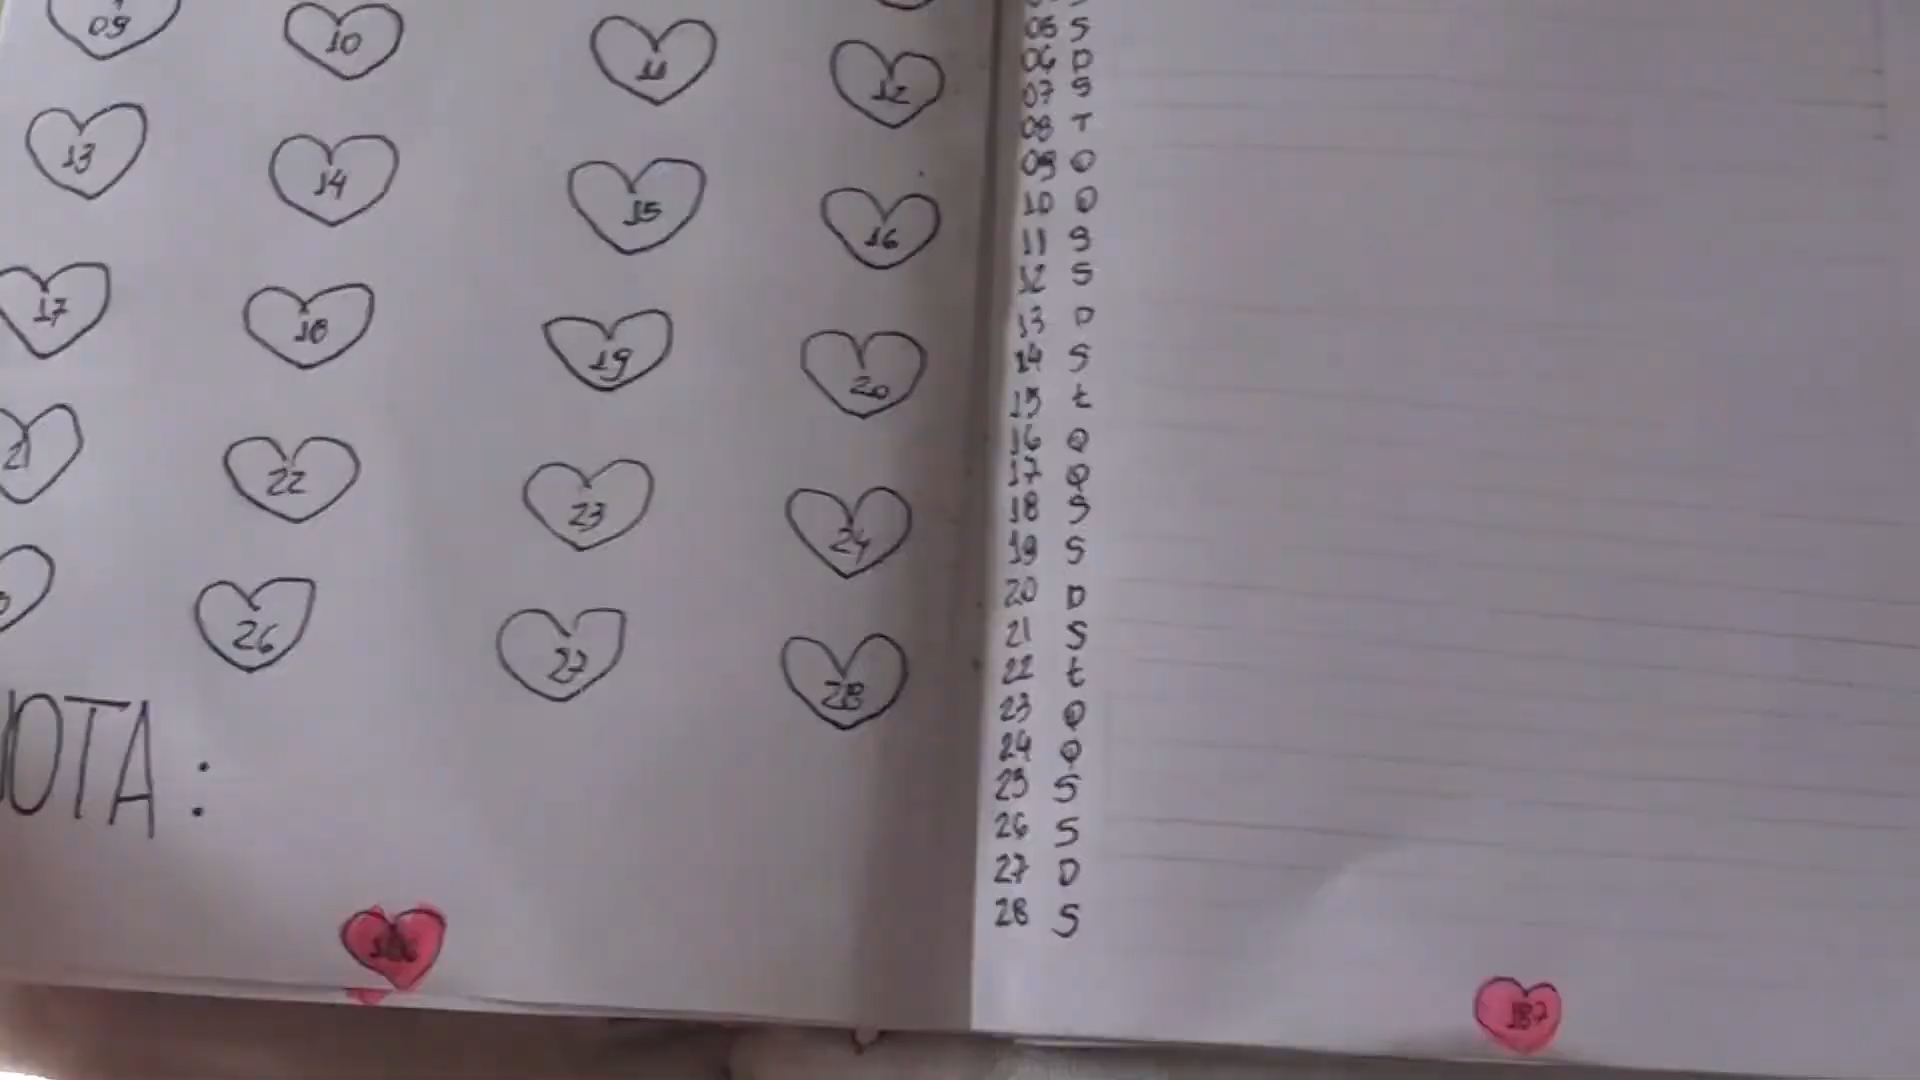 09 10 11 12
13 14 15 16
17 18 19 20
21 22 23 24
26 27 28
OTA :
186
05 S
06 D
07 S
08 T
09 Q
10 Q
11 S
12 S
13 D
14 S
15 t
16 Q
17 Q
18 S
19 S
20 D
21 S
22 t
23 Q
24 Q
25 S
26 S
27 D
28 S
187